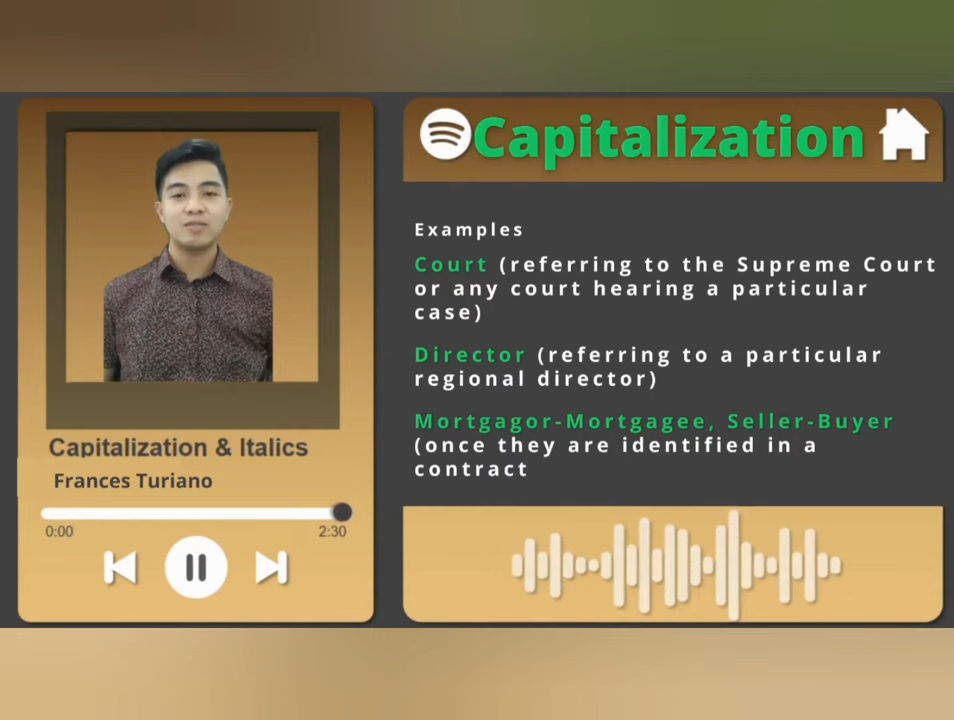 Capitalization
Examples
Court (referring to the Supreme Court
or any court hearing a particular
case)
Director (referring to a particular
regional director)
Mortgagor-Mortgagee, Seller-Buyer
(once they are identified in a
contract
Capitalization & Italics
Frances Turiano
0:00 2:30